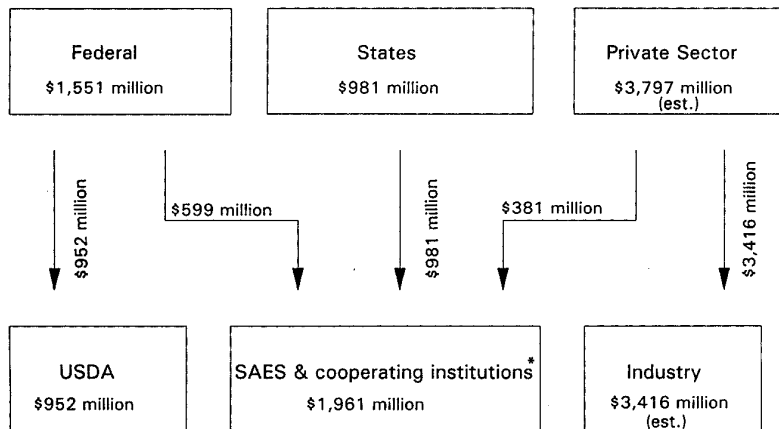 Federal
$1,551 million
States
$981 million
Private Sector
$3,797 million
(est.)
$952 million
$599 million
$981 million
$381 million
$3,416 million
USDA
$952 million
SAES & cooperating institutions*
$1,961 million
Industry
$3,416 million
(est.)